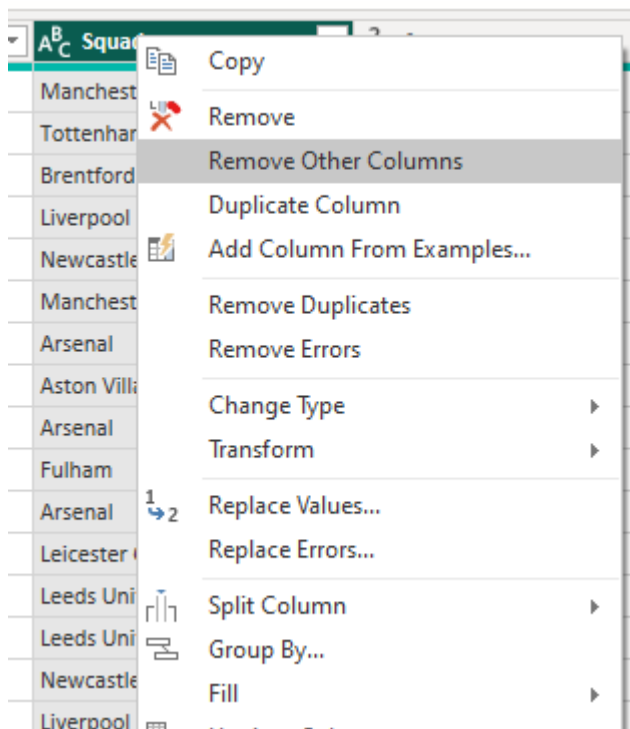 ABC Squad
Manchest
Tottenhar
Brentford
Liverpool
Newcastle
Manchest
Arsenal
Aston Villa
Arsenal
Fulham
Arsenal
Leicester
Leeds Uni
Leeds Uni
Newcastle
Liverpool
Copy
Remove
Remove Other Columns
Duplicate Column
Add Column From Examples...
Remove Duplicates
Remove Errors
Change Type
Transform
Replace Values...
Replace Errors...
Split Column
Group By...
Fill